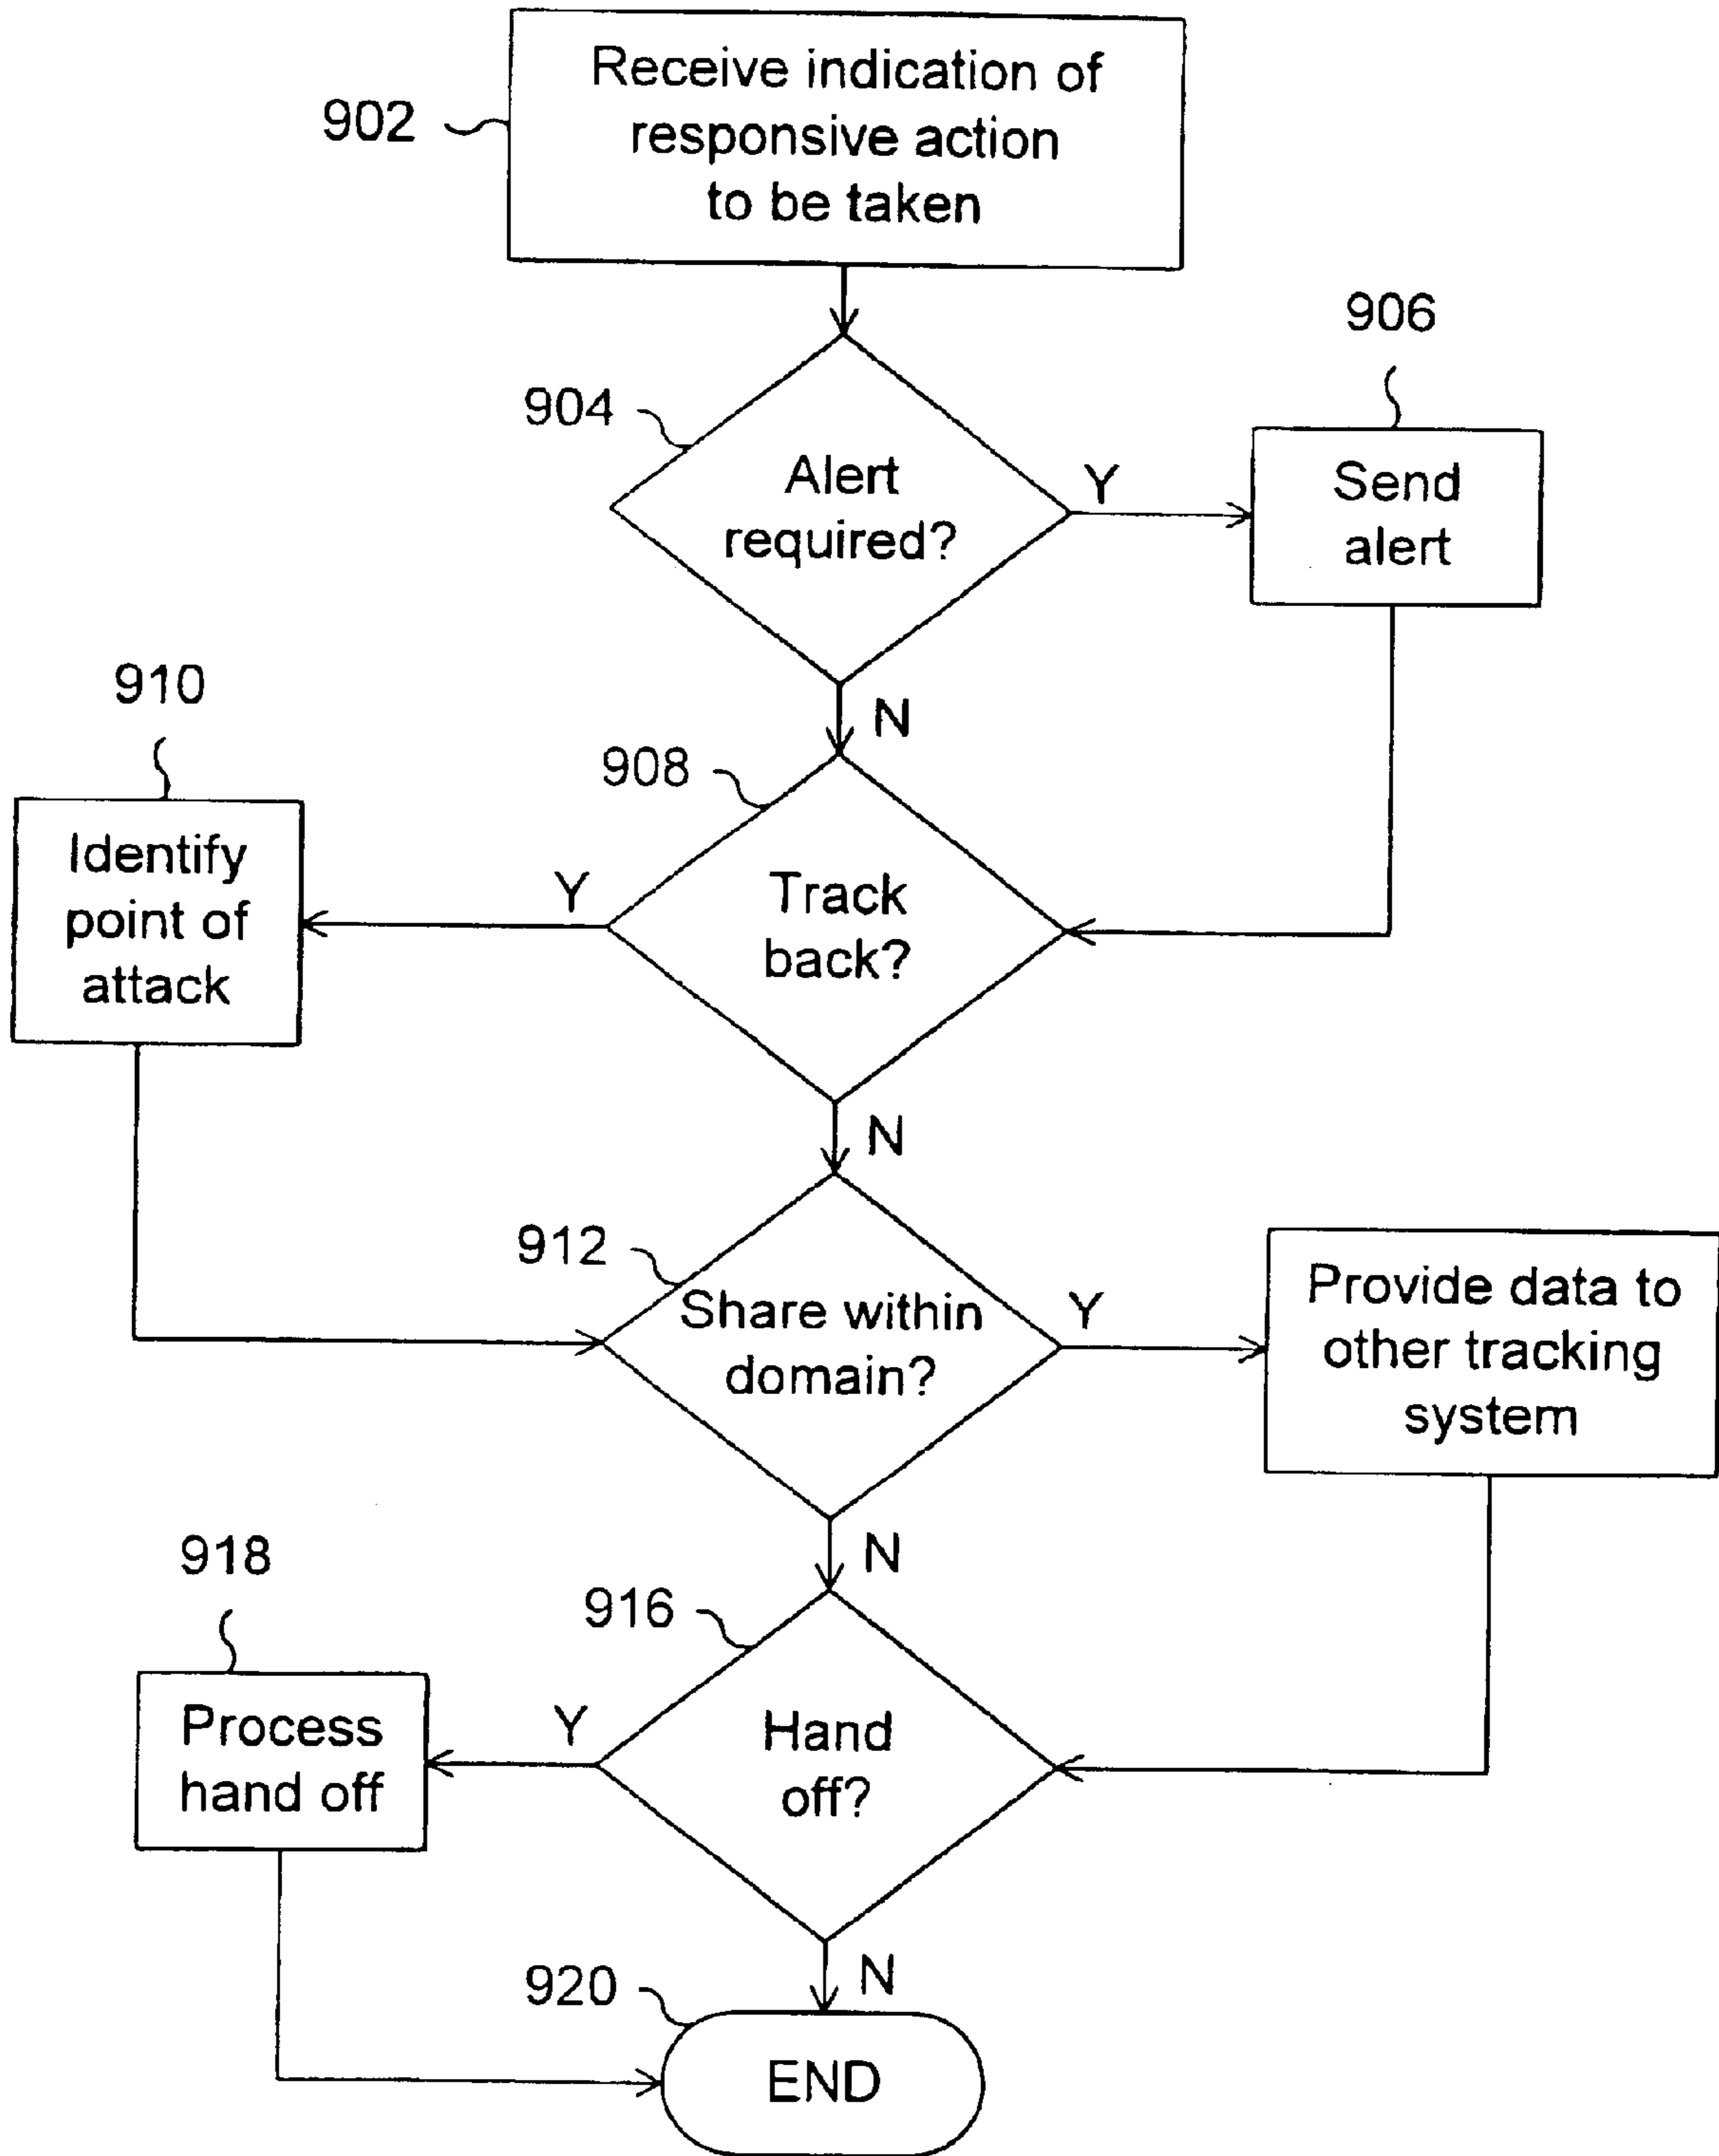 Receive indication of
responsive action
to be taken
902
906
904
Alert
required?
Y
Send
alert
910
N
908
Identify
point of
attack
Y
Track
back?
N
912
Share within
domain?
Y
Provide data to
other tracking
system
918
N
916
Process
hand off
Y
Hand
off?
N
920
END